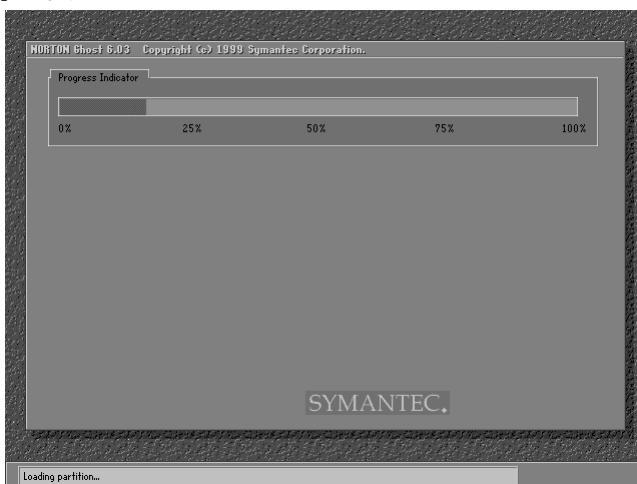 NORTON Ghost 6.03 Copyright (c) 1999 Symantec Corporation.
Progress Indicator
0% 25% 50% 75% 100%
SYMANTEC.
Loading partition...